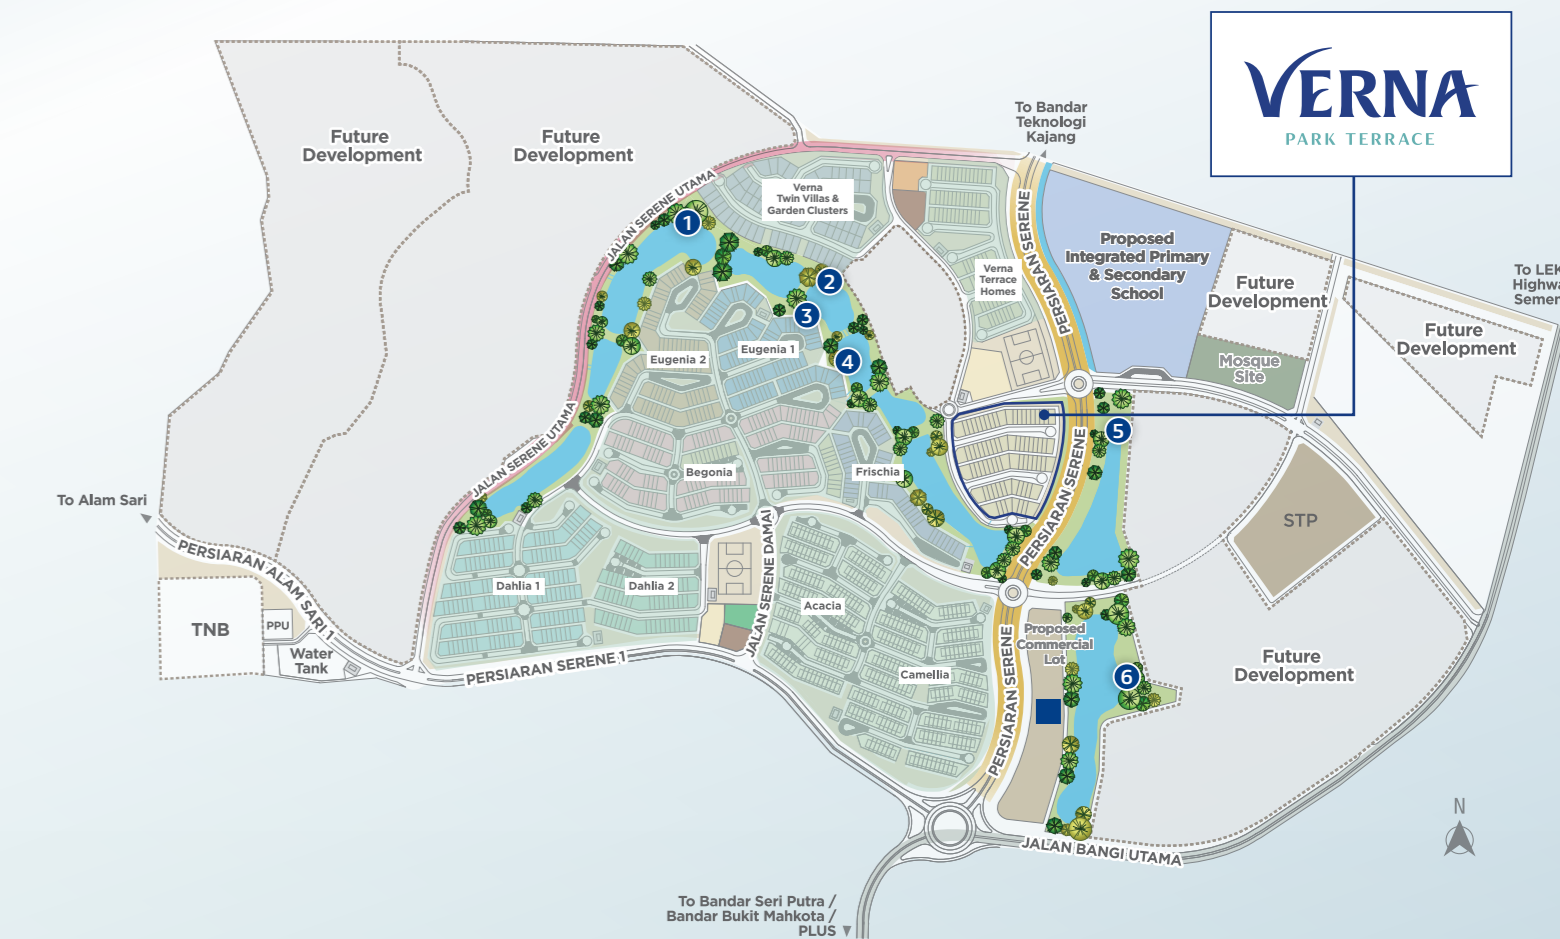 VERNA
PARK TERRACE
To Bandar
Teknologi
Kajang
Future
Development
Future
Development
JALAN SERENE UTAMA
Verna
Twin Villas &
Garden Clusters
1
2
3
4
PERSIARAN SERENE
Proposed
Integrated Primary
& Secondary
School
Verna
Terrace
Homes
Future
Development
Mosque
Site
To LEK
Highwa
Semen
Future
Development
Eugenia 2
Eugenia 1
PERSIARAN SERENE
5
JALAN SERENE UTAMA
Begonia
Frischia
To Alam Sari
PERSIARAN ALAM SARI 1
STP
TNB
PPU
Water
Tank
Dahlia 1
Dahlia 2
JALAN SERENE DAMAI
Acacia
Camellia
PERSIARAN SERENE 1
PERSIARAN SERENE
Proposed
Commercial
Lot
6
Future
Development
JALAN BANGI UTAMA
N
To Bandar Seri Putra /
Bandar Bukit Mahkota /
PLUS